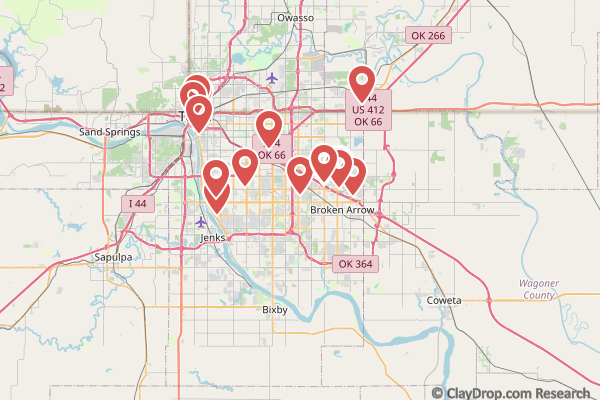 Owasso
OK 266
44
US 412
OK 66
2
Sand Springs
OK 66
I 44
Broken Arrow
Jenks
Sapulpa
OK 364
Wagoner
County
Coweta
Bixby
© ClayDrop.com Research